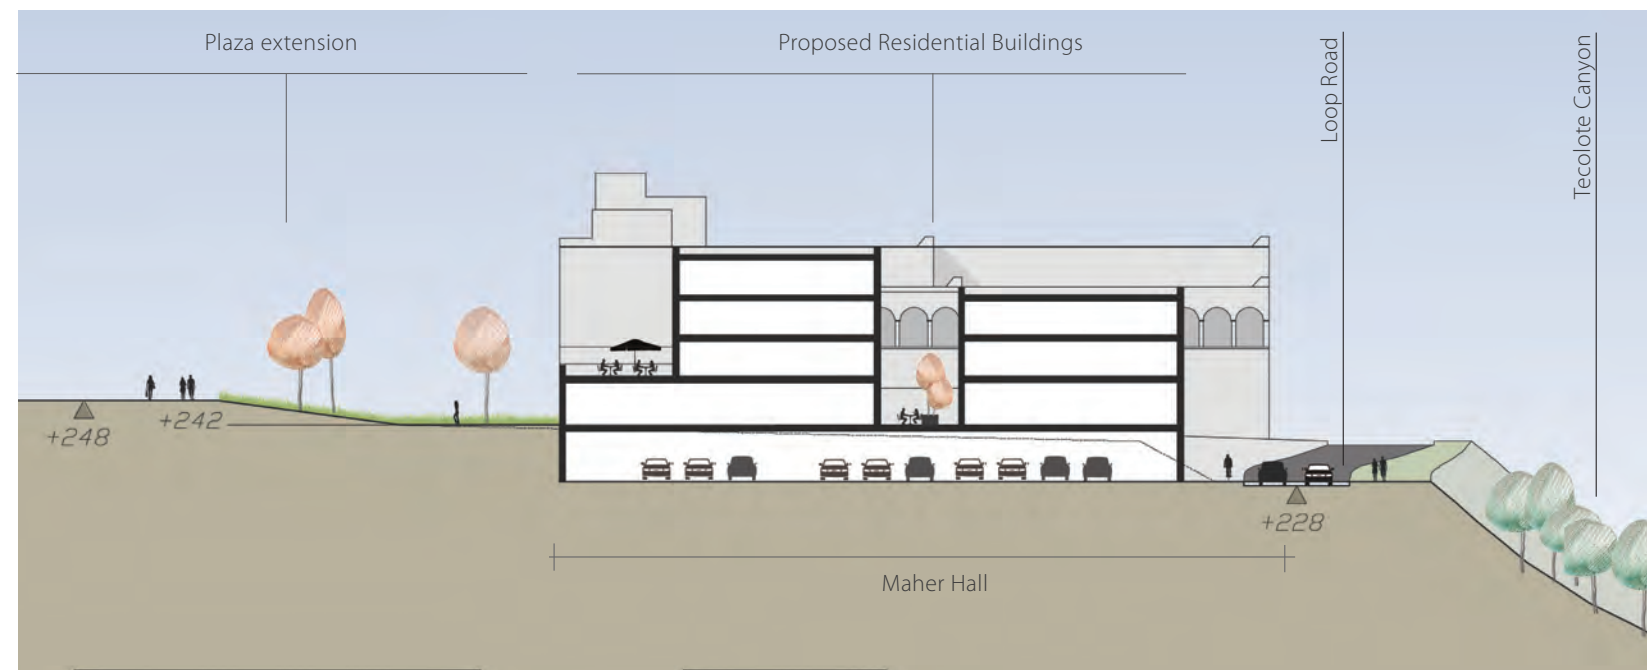 Plaza extension
Proposed Residential Buildings
Loop Road
Tecolote Canyon
+248
+242
+228
Maher Hall